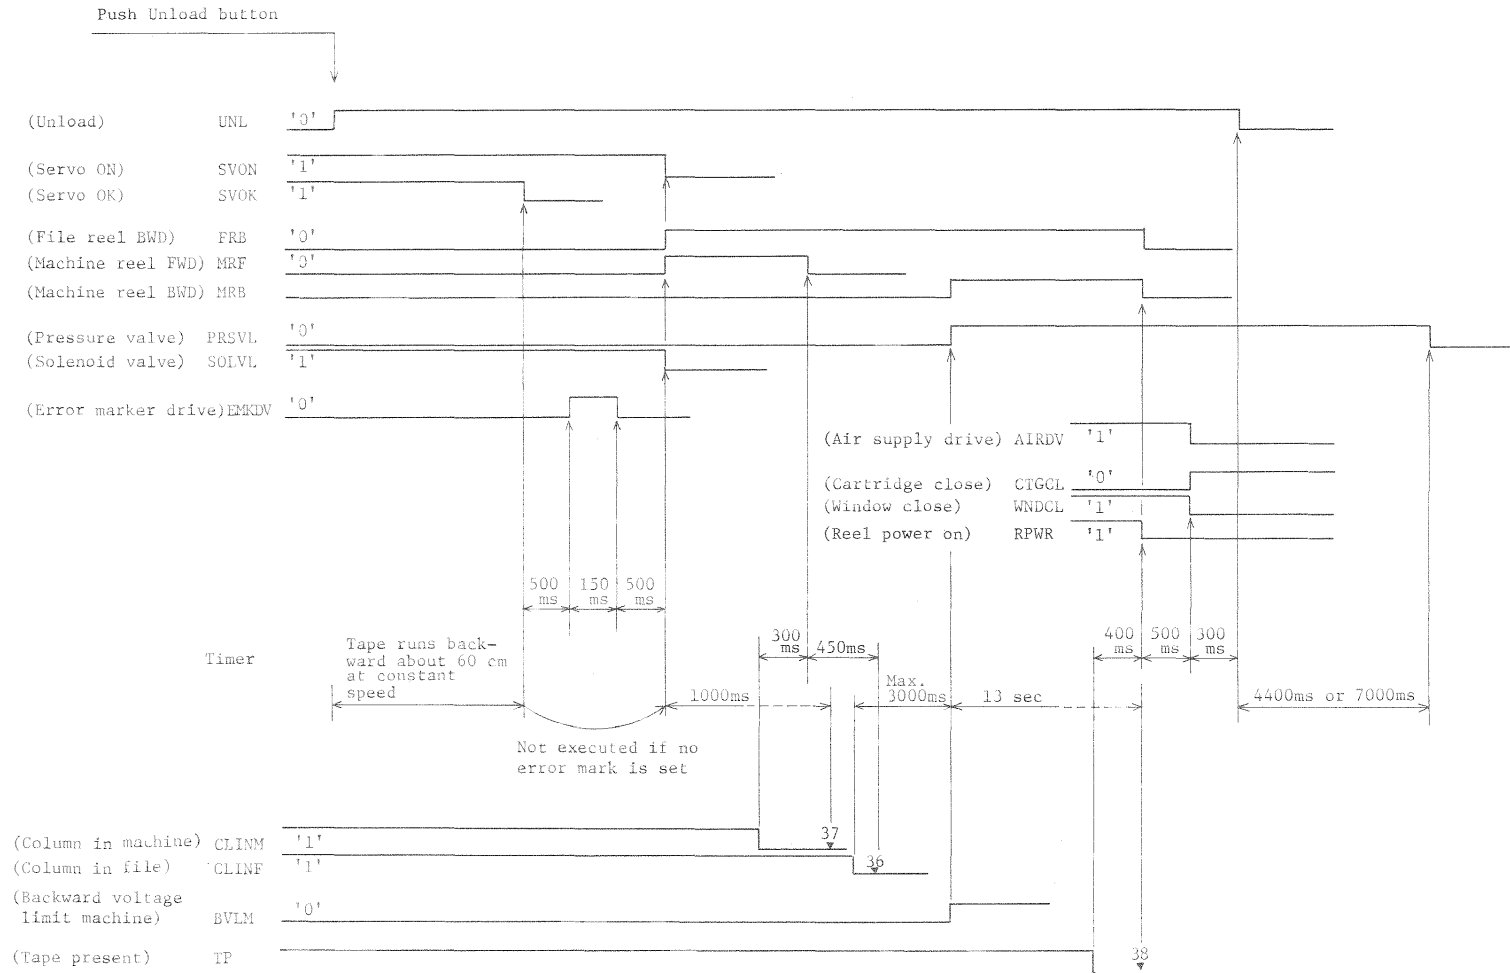 Push Unload button
(Unload) UNL '0'
(Servo ON) SVON '1'
(Servo OK) SVOK '1'
(File reel BWD) FRB '0'
(Machine reel FWD) MRF '0'
(Machine reel BWD) MRB
(Pressure valve) PRSVL '0'
(Solenoid valve) SOLVL '1'
(Error marker drive) EMKDV '0'
(Air supply drive) AIRDV '1'
(Cartridge close) CTGCL '0'
(Window close) WNDCL '1'
(Reel power on) RPWR '1'
500 ms 150 ms 500 ms
Timer
Tape runs back-
ward about 60 cm
at constant
speed
300 ms 450ms
400 ms 500 ms 300 ms
1000ms
Max.
3000ms
13 sec
4400ms or 7000ms
Not executed if no
error mark is set
(Column in machine) CLINM '1'
37
(Column in file) CLINF '1'
36
(Backward voltage
limit machine) BVLM '0'
(Tape present) TP
38